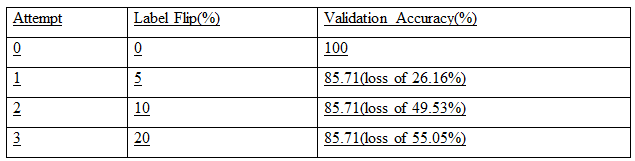 Attempt Label Flip(%) Validation Accuracy(%)
0 0 100
1 5 85.71(loss of 26.16%)
2 10 85.71(loss of 49.53%)
3 20 85.71(loss of 55.05%)